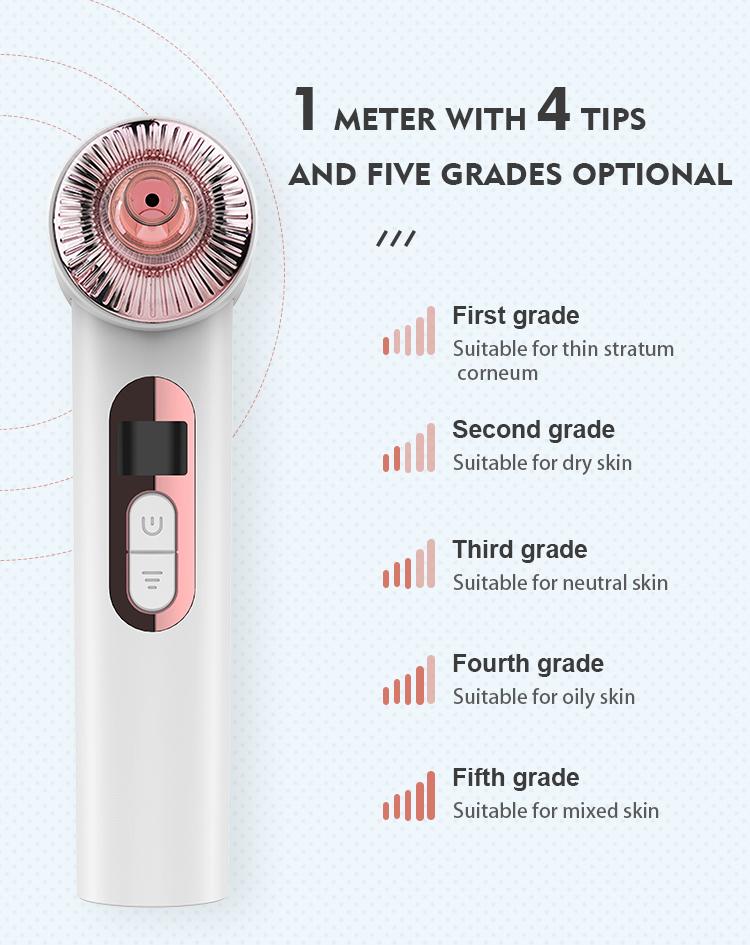 1 METER WITH 4 TIPS
AND FIVE GRADES OPTIONAL
First grade
Suitable for thin stratum
corneum
Second grade
Suitable for dry skin
Third grade
Suitable for neutral skin
Fourth grade
Suitable for oily skin
Fifth grade
Suitable for mixed skin